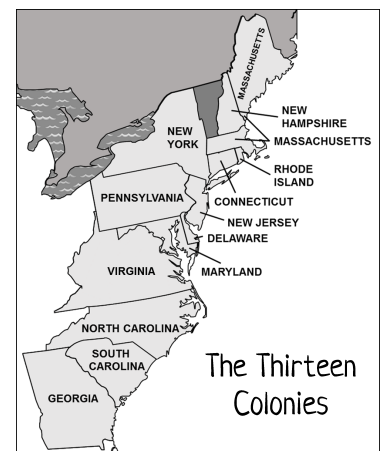 MASSACHUSETTS
NEW
HAMPSHIRE
MASSACHUSETTS
NEW
YORK
RHODE
ISLAND
CONNECTICUT
PENNSYLVANIA
NEW JERSEY
DELAWARE
MARYLAND
VIRGINIA
NORTH CAROLINA
SOUTH
CAROLINA
GEORGIA
The Thirteen
Colonies